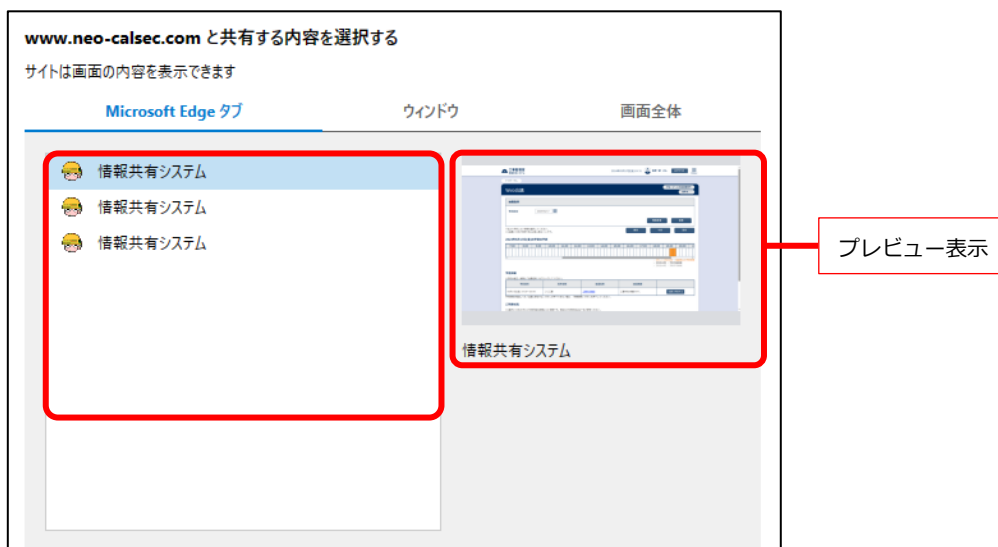 www.neo-calsec.com と共有する内容を選択する
サイトは画面の内容を表示できます
Microsoft Edge タブ
ウィンドウ
画面全体
情報共有システム
情報共有システム
情報共有システム
情報共有システム
プレビュー表示